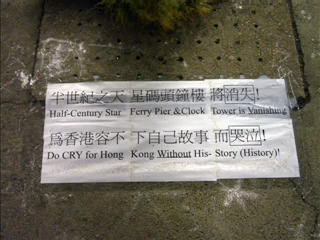 半世紀之天 星碼頭鐘樓 將消失!
Half-Century Star Ferry Pier &Clock Tower is Vanishing
為香港容不 下自己故事 而哭泣!
Do CRY for Hong Kong Without His- Story (History)!